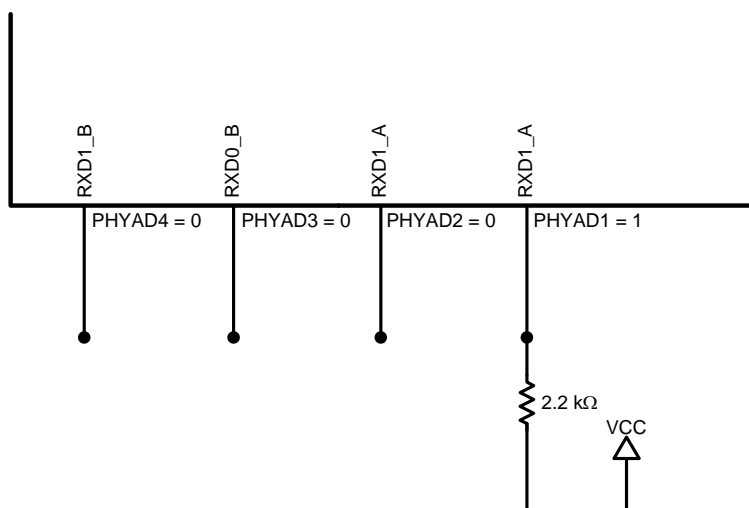 RXD1_B
RXD0_B
RXD1_A
RXD1_A
PHYAD4 = 0
PHYAD3 = 0
PHYAD2 = 0
PHYAD1 = 1
2.2 kΩ
VCC